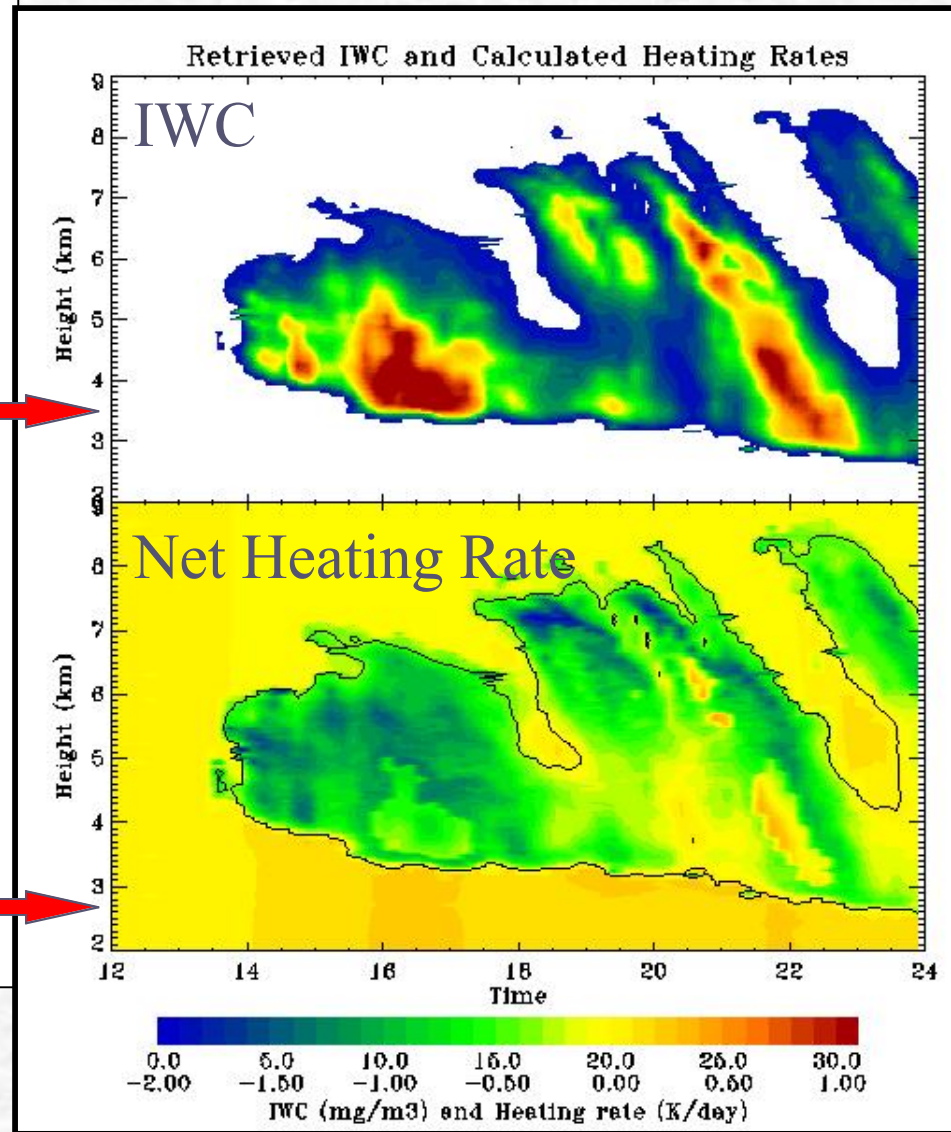 Retrieved IWC and Calculated Heating Rates
IWC
9
8
7
6
5
4
3
2
Height (km)
Net Heating Rate
9
8
7
6
5
4
3
2
Height (km)
12 14 16 18 20 22 24
Time
0.0 5.0 10.0 15.0 20.0 25.0 30.0
-2.00 -1.50 -1.00 -0.50 0.00 0.50 1.00
IWC (mg/m3) and Heating rate (K/day)